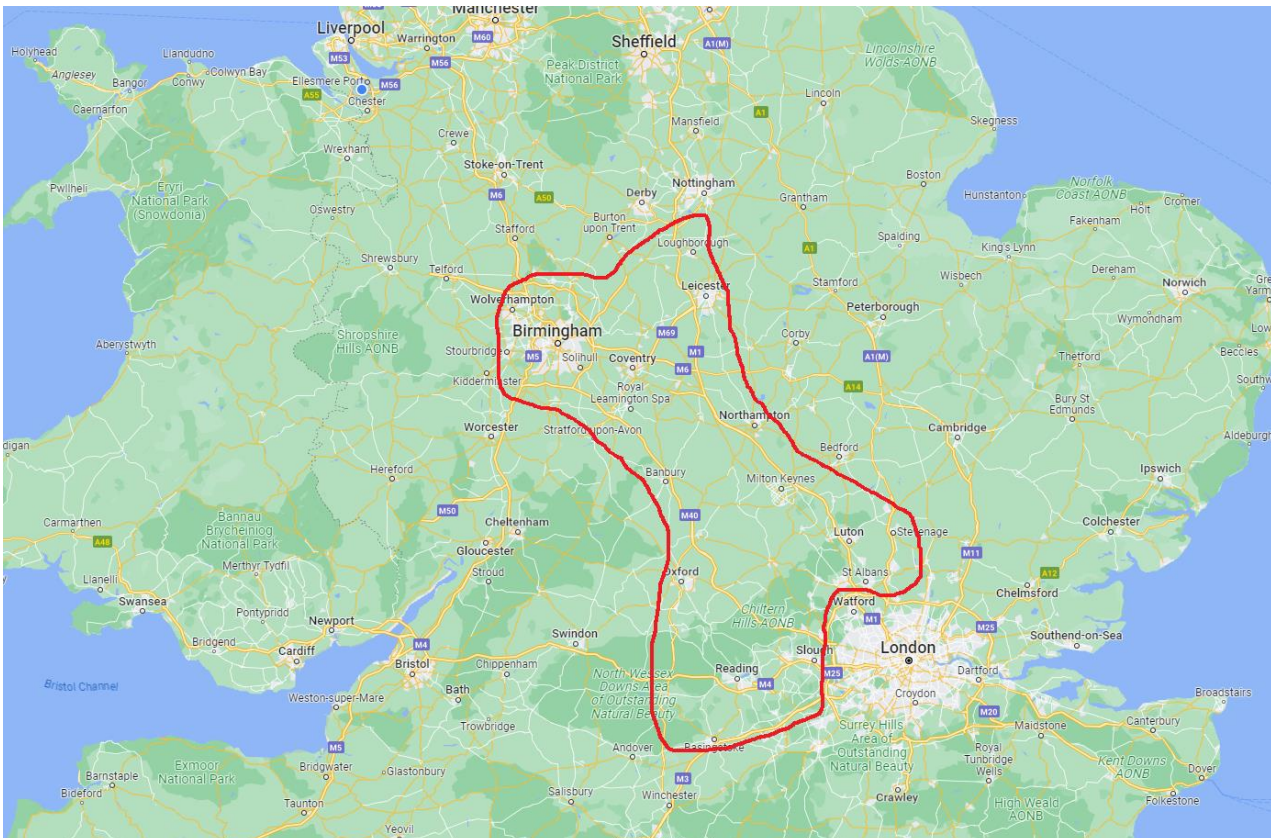 Manchester
Liverpool
Warrington
M60
Sheffield
A1(M)
Lincolnshire
Wolds AONB
Holyhead
Llandudno
Colwyn Bay
M53
M56
Peak District
National Park
Anglesey
Bangor
Conwy
Ellesmere Port
M56
A55
Chester
Lincoln
Caernarfon
Mansfield
A1
Skegness
Crewe
Wrexham
Stoke-on-Trent
Pwllheli
Eryri
National Park
(Snowdonia)
M6
A50
Derby
Nottingham
Grantham
Boston
Hunstanton
Norfolk
Coast AONB
Cromer
Holt
Fakenham
Oswestry
Stafford
Burton
upon Trent
Loughborough
A1
Spalding
King's Lynn
Shrewsbury
Telford
Dereham
Norwich
Stamford
Wisbech
Wolverhampton
Leicester
Peterborough
Wymondham
Shropshire
Hills AONB
Birmingham
M69
Corby
Aberystwyth
Stourbridge
M5
Solihull
Coventry
M1
A1(M)
Thetford
Beccles
Kidderminster
M6
Royal
Leamington Spa
A14
Bury St
Edmunds
Northampton
Worcester
Stratford-upon-Avon
Cambridge
Bedford
Aldeburgh
Hereford
Banbury
Milton Keynes
Ipswich
M50
M40
Carmarthen
A48
Bannau
Brycheiniog
National Park
Cheltenham
Gloucester
Luton
Stevenage
Colchester
M11
Merthyr Tydfil
Stroud
Oxford
St Albans
A12
Chelmsford
Llanelli
Swansea
Pontypridd
Newport
Chiltern
Hills AONB
Watford
M1
M25
Bridgend
Cardiff
M4
Bristol
Chippenham
Swindon
Southend-on-Sea
Slough
London
Reading
M25
Dartford
Bristol Channel
Weston-super-Mare
Bath
North Wessex
Downs Area
of Outstanding
Natural Beauty
M4
Croydon
Broadstairs
Trowbridge
M20
Canterbury
Maidstone
M5
Andover
Basingstoke
Surrey Hills
Area of
Outstanding
Natural Beauty
Royal
Tunbridge
Wells
Kent Downs
AONB
Dover
Exmoor
National Park
Bridgwater
Glastonbury
Barnstaple
Bideford
M3
Salisbury
Winchester
Crawley
High Weald
AONB
Folkestone
Taunton
Yeovil